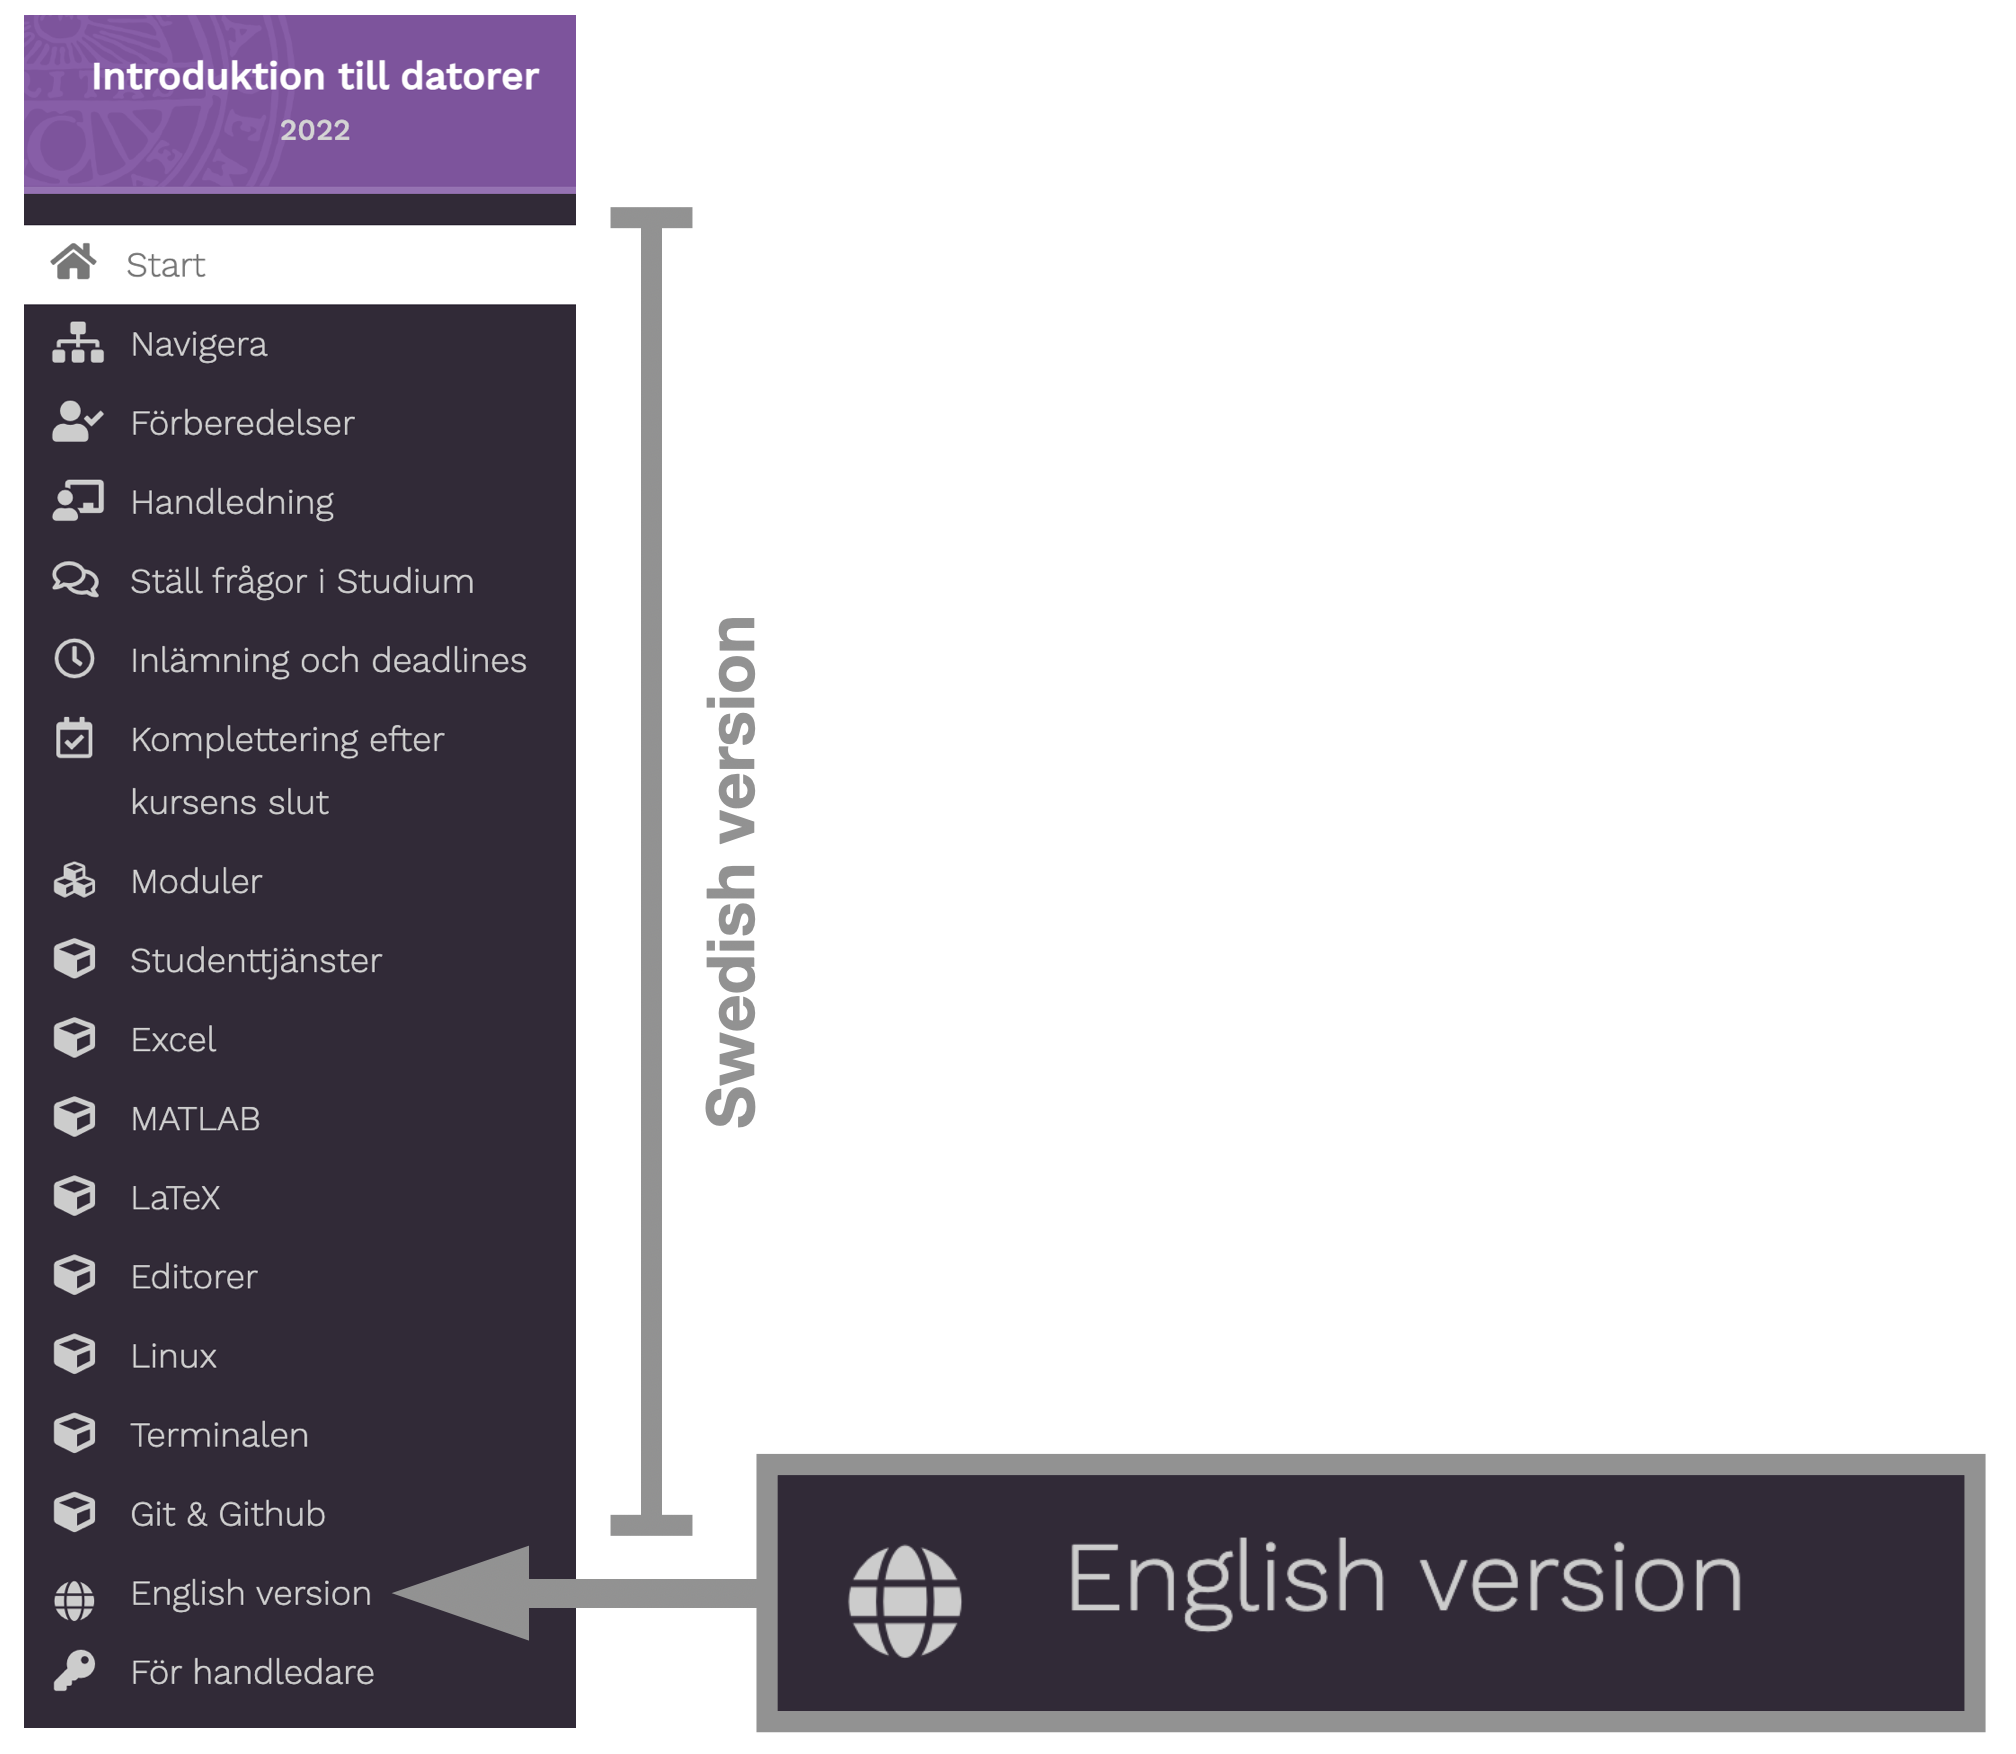 Introduktion till datorer
2022
Start
Navigera
Förberedelser
Handledning
Ställ frågor i Studium
Inlämning och deadlines
Komplettering efter
kursens slut
Moduler
Studenttjänster
Excel
MATLAB
LaTeX
Editorer
Linux
Terminalen
Git & Github
English version
För handledare
Swedish version
English version